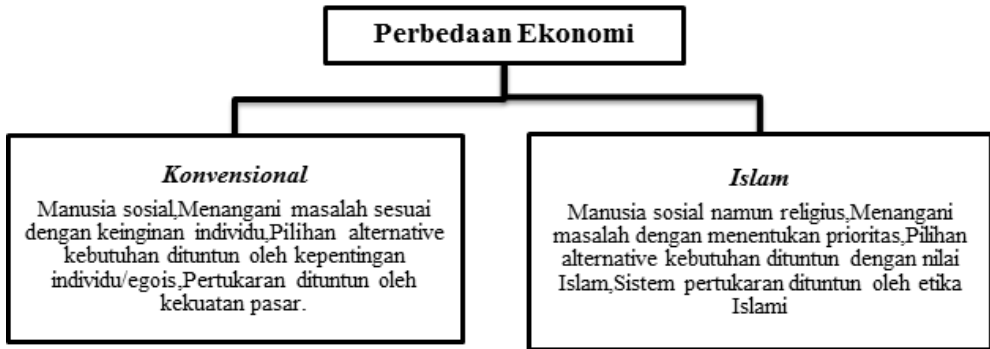 Perbedaan Ekonomi
Konvensional
Manusia sosial,Menangani masalah sesuai
dengan keinginan individu,Pilihan alternative
kebutuhan dituntun oleh kepentingan
individu/egois,Pertukaran dituntun oleh
kekuatan pasar.
Islam
Manusia sosial namun religius,Menangani
masalah dengan menentukan prioritas,Pilihan
alternative kebutuhan dituntun dengan nilai
Islam,Sistem pertukaran dituntun oleh etika
Islami